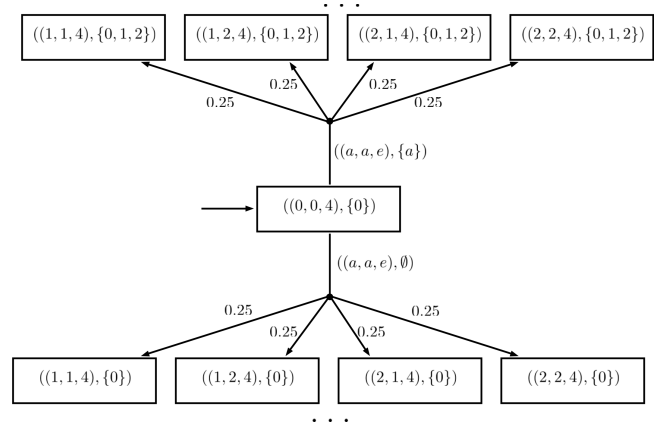 . . .
((1, 1, 4), {0, 1, 2}) ((1, 2, 4), {0, 1, 2}) ((2, 1, 4), {0, 1, 2}) ((2, 2, 4), {0, 1, 2})
0.25 0.25 0.25 0.25
((a, a, e), {a})
((0, 0, 4), {0})
((a, a, e), ∅)
0.25 0.25 0.25 0.25
((1, 1, 4), {0}) ((1, 2, 4), {0}) ((2, 1, 4), {0}) ((2, 2, 4), {0})
. . .